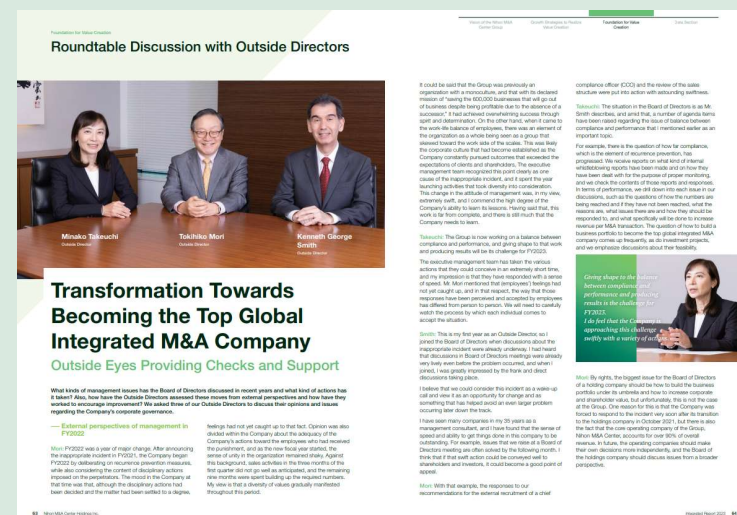 Foundation for Value Creation
Roundtable Discussion with Outside Directors
Vision of the Nihon M&A
Center Group
Growth Strategies to Realize
Value Creation
Foundation for Value
Creation
Data Section
Minako Takeuchi
Outside Director
Tokihiko Mori
Outside Director
Kenneth George
Smith
Outside Director
Transformation Towards
Becoming the Top Global
Integrated M&A Company
Outside Eyes Providing Checks and Support
What kinds of management issues has the Board of Directors discussed in recent years and what kind of actions has
it taken? Also, how have the Outside Directors assessed these moves from external perspectives and how have they
worked to encourage improvement? We asked three of our Outside Directors to discuss their opinions and issues
regarding the Company's corporate governance.
— External perspectives of management in
FY2022
Mori: FY2022 was a year of major change. After announcing
the inappropriate incident in FY2021, the Company began
FY2022 by deliberating on recurrence prevention measures,
while also considering the content of disciplinary actions
imposed on the perpetrators. The mood in the Company at
that time was that, although the disciplinary actions had
been decided and the matter had been settled to a degree,
feelings had not yet caught up to that fact. Opinion was also
divided within the Company about the adequacy of the
Company's actions toward the employees who had received
the punishment, and as the new fiscal year started, the
sense of unity in the organization remained shaky. Against
this background, sales activities in the three months of the
first quarter did not go well as anticipated, and the remaining
nine months were spent building up the required numbers.
My view is that a diversity of values gradually manifested
throughout this period.
It could be said that the Group was previously an
organization with a monoculture, and that with its declared
mission of "saving the 600,000 businesses that will go out
of business despite being profitable due to the absence of a
successor," it had achieved overwhelming success through
spirit and determination. On the other hand, when it came to
the work-life balance of employees, there was an element of
the organization as a whole being seen as a group that
skewed toward the work side of the scales. This was likely
the corporate culture that had become established as the
Company constantly pursued outcomes that exceeded the
expectations of clients and shareholders. The executive
management team recognized this point clearly as one
cause of the inappropriate incident, and it spent the year
launching activities that took diversity into consideration.
This change in the attitude of management was, in my view,
extremely swift, and I commend the high degree of the
Company's ability to learn its lessons. Having said that, this
work is far from complete, and there is still much that the
Company needs to learn.
Takeuchi: The Group is now working on a balance between
compliance and performance, and giving shape to that work
and producing results will be its challenge for FY2023.
The executive management team has taken the various
actions that they could conceive in an extremely short time,
and my impression is that they have responded with a sense
of speed. Mr. Mori mentioned that (employees') feelings had
not yet caught up, and in that respect, the way that those
responses have been perceived and accepted by employees
has differed from person to person. We will need to carefully
watch the process by which each individual comes to
accept the situation.
Smith: This is my first year as an Outside Director, so I
joined the Board of Directors when discussions about the
inappropriate incident were already underway. I had heard
that discussions in Board of Directors meetings were already
very lively even before the problem occurred, and when I
joined, I was greatly impressed by the frank and direct
discussions taking place.
I believe that we could consider this incident as a wake-up
call and view it as an opportunity for change and as
something that has helped avoid an even larger problem
occurring later down the track.
I have seen many companies in my 35 years as a
management consultant, and I have found that the sense of
speed and ability to get things done in this company to be
outstanding. For example, issues that we raise at a Board of
Directors meeting are often solved by the following month. I
think that if that swift action could be conveyed well to
shareholders and investors, it could become a good point of
appeal.
Mori: With that example, the responses to our
recommendations for the external recruitment of a chief
compliance officer (CCO) and the review of the sales
structure were put into action with astounding swiftness.
Takeuchi: The situation in the Board of Directors is as Mr.
Smith describes, and amid that, a number of agenda items
have been raised regarding the issue of balance between
compliance and performance that I mentioned earlier as an
important topic.
For example, there is the question of how far compliance,
which is the element of recurrence prevention, has
progressed. We receive reports on what kind of internal
whistleblowing reports have been made and on how they
have been dealt with for the purpose of proper monitoring,
and we check the contents of those reports and responses.
In terms of performance, we drill down into each issue in our
discussions, such as the questions of how the numbers are
being reached and if they have not been reached, what the
reasons are, what issues there are and how they should be
responded to, and what specifically will be done to increase
revenue per M&A transaction. The question of how to build a
business portfolio to become the top global integrated M&A
company comes up frequently, as do investment projects,
and we emphasize discussions about their feasibility.
Giving shape to the balance
between compliance and
performance and producing
results is the challenge for
FY2023.
I do feel that the Company is
approaching this challenge
swiftly with a variety of actions.
Mori: By rights, the biggest issue for the Board of Directors
of a holding company should be how to build the business
portfolio under its umbrella and how to increase corporate
and shareholder value, but unfortunately, this is not the case
at the Group. One reason for this is that the Company was
forced to respond to the incident very soon after its transition
to the holdings company in October 2021, but there is also
the fact that the core operating company of the Group,
Nihon M&A Center, accounts for over 90% of overall
revenue. In future, the operating companies should make
their own decisions more independently, and the Board of
the holdings company should discuss issues from a broader
perspective.
63 Nihon M&A Center Holdings Inc.
Integrated Report 2023 64